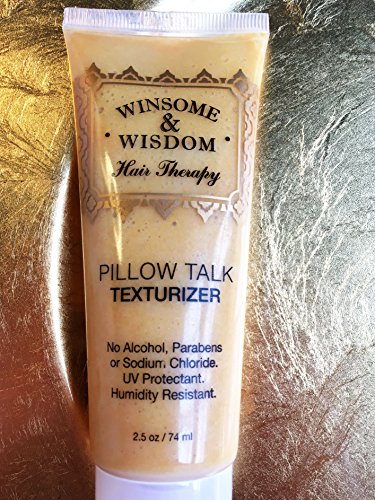 WINSOME
&
WISDOM
Hair Therapy
PILLOW TALK
TEXTURIZER
No Alcohol, Parabens
or Sodium Chloride.
UV Protectant.
Humidity Resistant.
2.5 oz / 74 ml